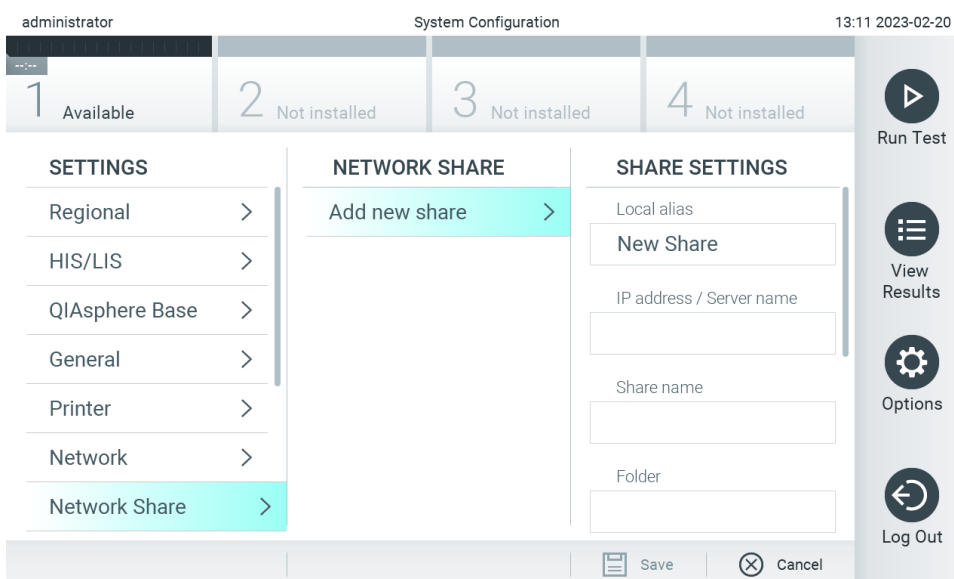 administrator
System Configuration
13:11 2023-02-20
--:--
1 Available
2 Not installed
3 Not installed
4 Not installed
Run Test
View
Results
Options
Log Out
SETTINGS
Regional
HIS/LIS
QIAsphere Base
General
Printer
Network
Network Share
NETWORK SHARE
Add new share
SHARE SETTINGS
Local alias
New Share
IP address / Server name
Share name
Folder
Save
Cancel